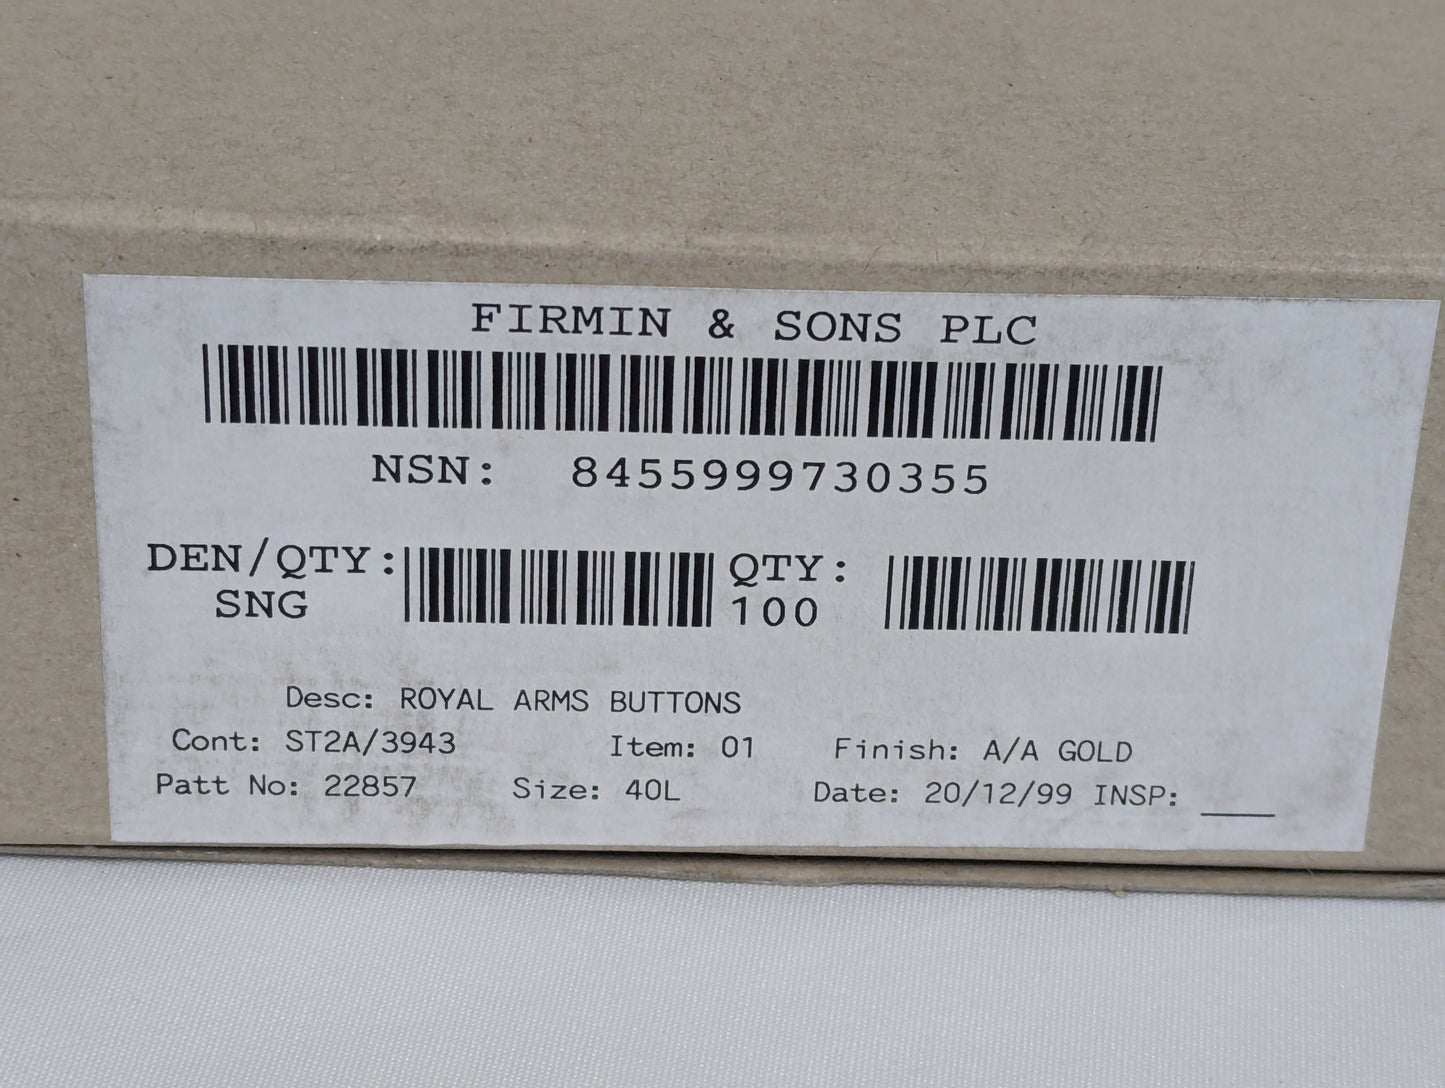 FIRMIN & SONS PLC
NSN: 8455999730355
DEN/QTY: QTY:
SNG 100
Desc: ROYAL ARMS BUTTONS
Cont: ST2A/3943 Item: 01 Finish: A/A GOLD
Patt No: 22857 Size: 40L Date: 20/12/99 INSP: ____